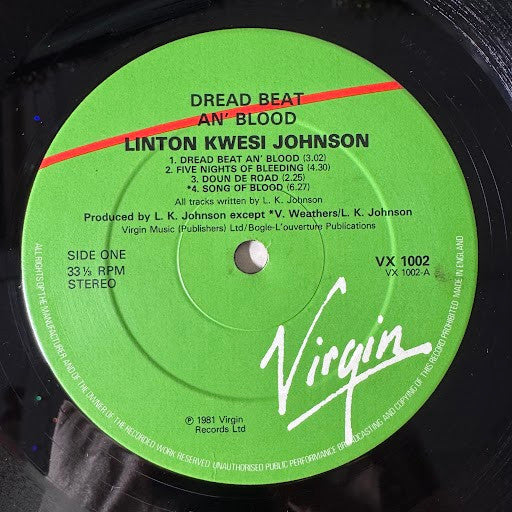 DREAD BEAT
AN' BLOOD
LINTON KWESI JOHNSON
1. DREAD BEAT AN' BLOOD (3.02)
2. FIVE NIGHTS OF BLEEDING (4.30)
3. DOUN DE ROAD (2.25)
*4. SONG OF BLOOD (6.27)
All tracks written by L. K. Johnson
Produced by L. K. Johnson except *V. Weathers/L. K. Johnson
Virgin Music (Publishers) Ltd/Bogle-L'ouverture Publications
SIDE ONE
33⅓ RPM
STEREO
VX 1002
VX 1002-A
Virgin
℗ 1981 Virgin
Records Ltd
ALL RIGHTS OF THE MANUFACTURER AND OF THE OWNER OF THE RECORDED WORK RESERVED UNAUTHORISED PUBLIC PERFORMANCE BROADCASTING AND COPYING OF THIS RECORD PROHIBITED MADE IN ENGLAND